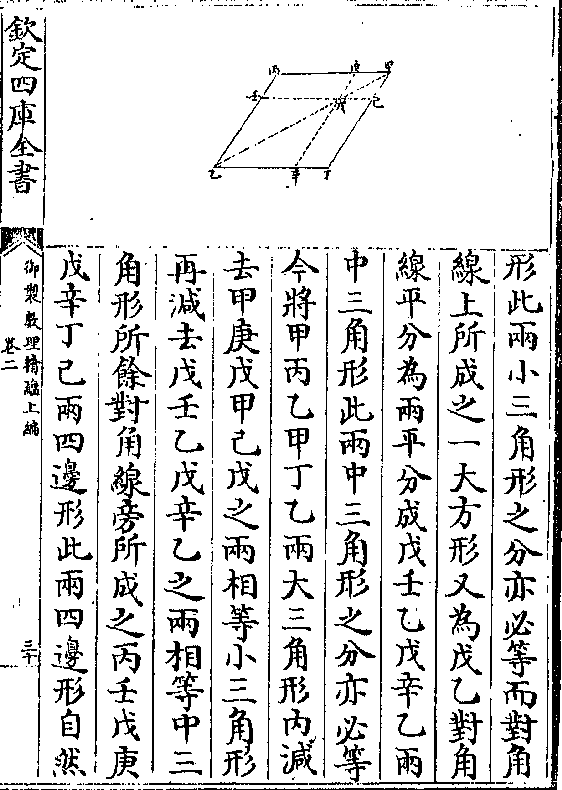 形此兩小三角形之分亦必等而對角
線上所成之一大方形又為戊乙對角
線平分為兩平分成戊壬乙戊辛乙兩
中三角形此兩中三角形之分亦必等
今將甲丙乙甲丁乙兩大三角形內減
去甲庚戊甲己戊之兩相等小三角形
再減去戊壬乙戊辛乙之兩相等中三
角形所餘對角線旁所成之丙壬戊庚
戊辛丁己兩四邊形此兩四邊形自然
甲
庚
丙
己
戊
壬
丁
辛
乙
欽定四庫全書
御製數理精蘊上編
卷二
三十